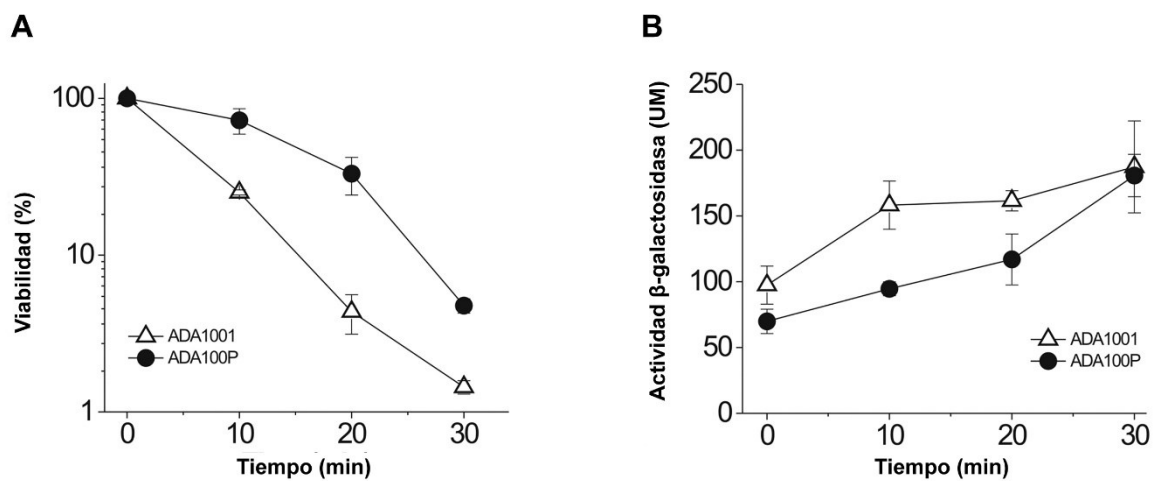 A
Viabilidad (%)
100
10
1
ADA1001
ADA100P
0 10 20 30
Tiempo (min)
B
Actividad β-galactosidasa (UM)
250
200
150
100
50
0
ADA1001
ADA100P
0 10 20 30
Tiempo (min)